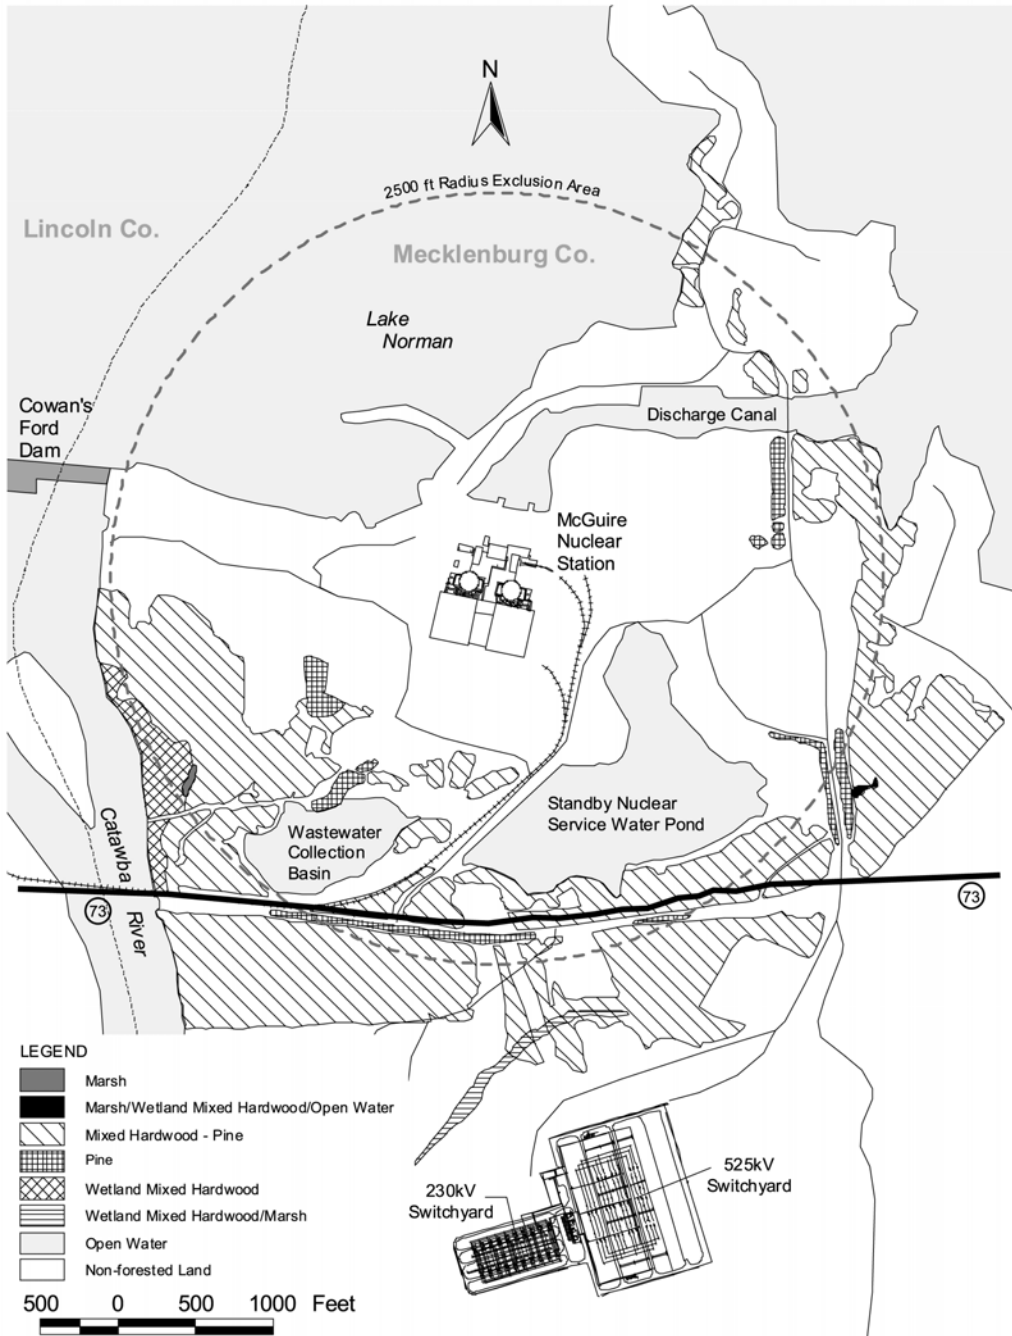 N
2500 ft Radius Exclusion Area
Lincoln Co.
Mecklenburg Co.
Lake
Norman
Cowan's
Ford
Dam
Discharge Canal
McGuire
Nuclear
Station
Standby Nuclear
Service Water Pond
Wastewater
Collection
Basin
Catawba
River
73
73
LEGEND
Marsh
Marsh/Wetland Mixed Hardwood/Open Water
Mixed Hardwood - Pine
Pine
Wetland Mixed Hardwood
Wetland Mixed Hardwood/Marsh
Open Water
Non-forested Land
525kV
Switchyard
230kV
Switchyard
500 0 500 1000 Feet